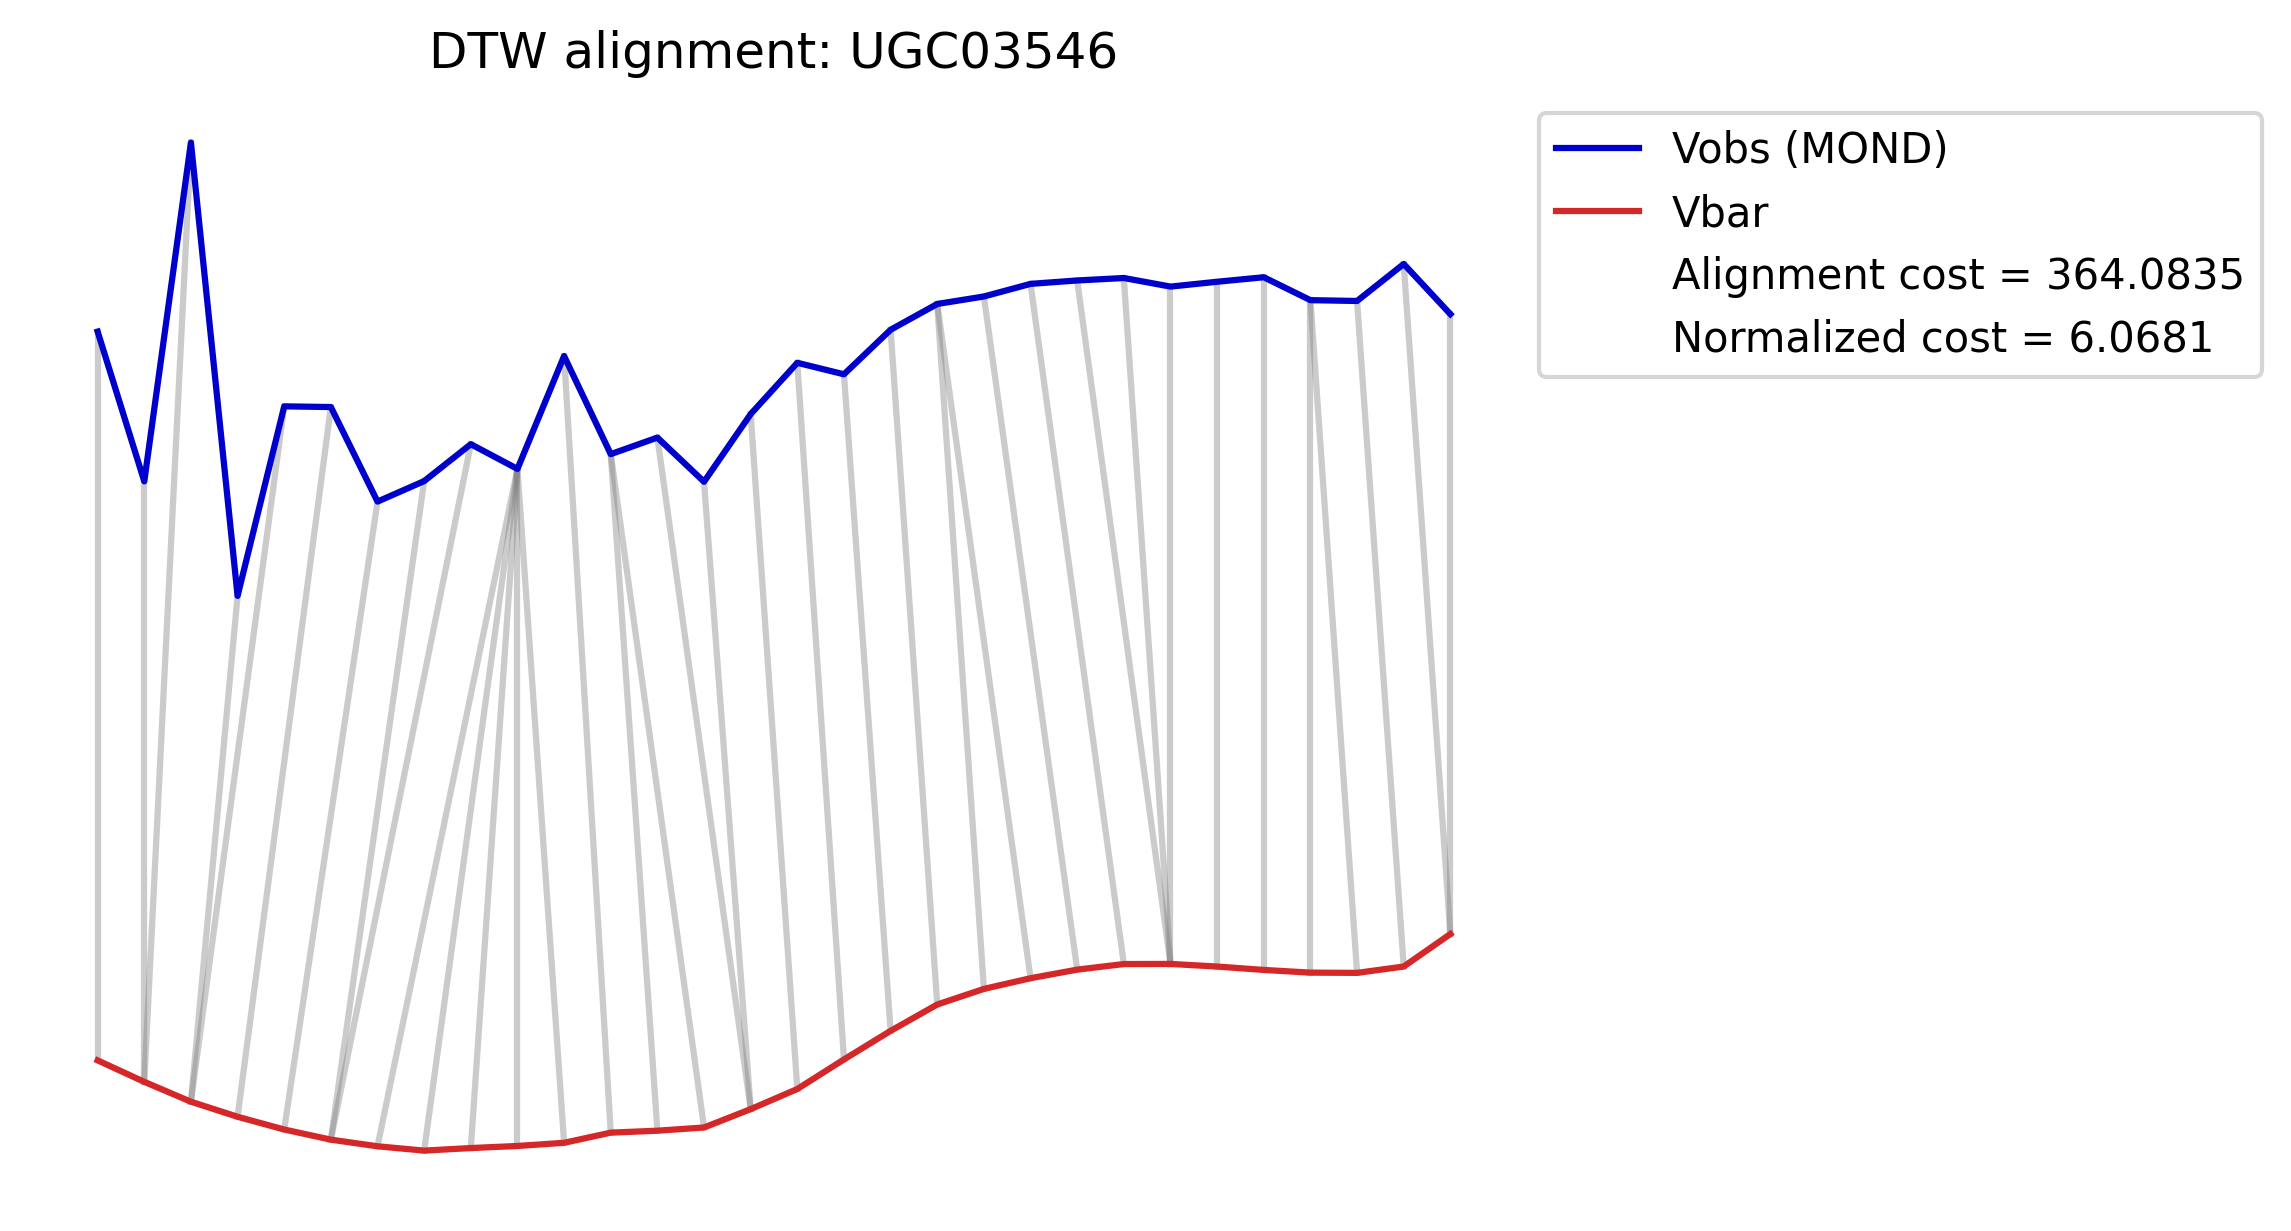 DTW alignment: UGC03546
Vobs (MOND)
Vbar
Alignment cost = 364.0835
Normalized cost = 6.0681